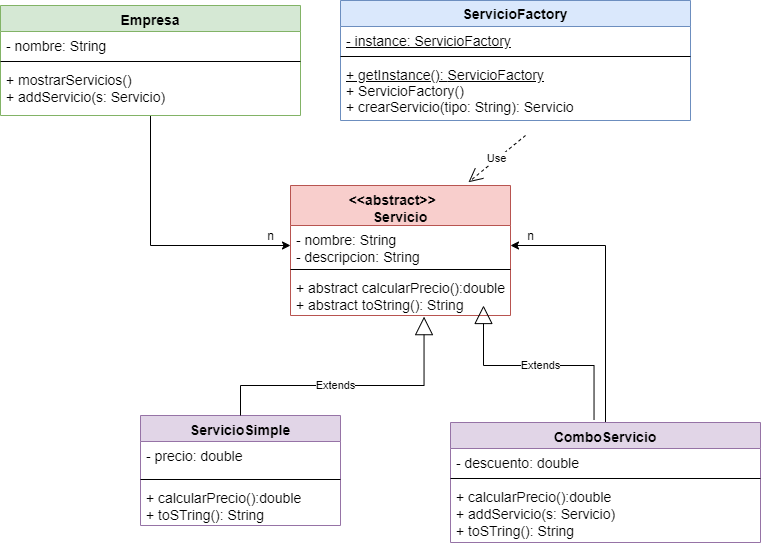 Empresa
- nombre: String
+ mostrarServicios()
+ addServicio(s: Servicio)
ServicioFactory
- instance: ServicioFactory
+ getInstance(): ServicioFactory
+ ServicioFactory()
+ crearServicio(tipo: String): Servicio
Use
<<abstract>>
Servicio
- nombre: String
- descripcion: String
+ abstract calcularPrecio():double
+ abstract toString(): String
n
n
Extends
Extends
ServicioSimple
- precio: double
+ calcularPrecio():double
+ toSTring(): String
ComboServicio
- descuento: double
+ calcularPrecio():double
+ addServicio(s: Servicio)
+ toSTring(): String